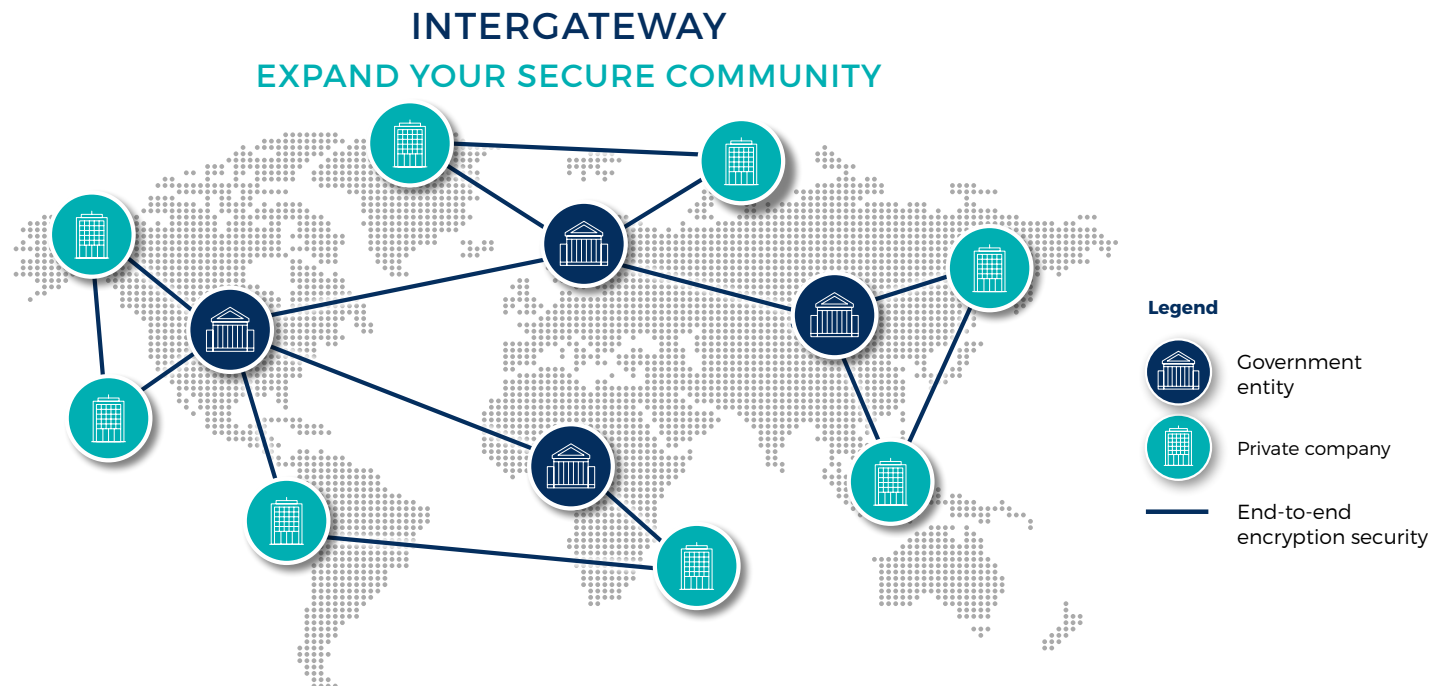 INTERGATEWAY
EXPAND YOUR SECURE COMMUNITY
Legend
Government
entity
Private company
End-to-end
encryption security